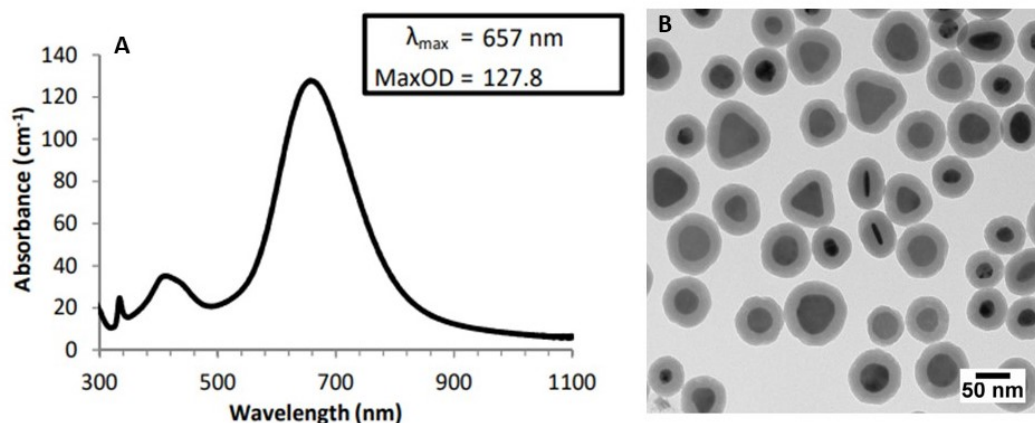 A
λmax = 657 nm
MaxOD = 127.8
Absorbance (cm-1)
140
120
100
80
60
40
20
0
300 500 700 900 1100
Wavelength (nm)
B
50 nm